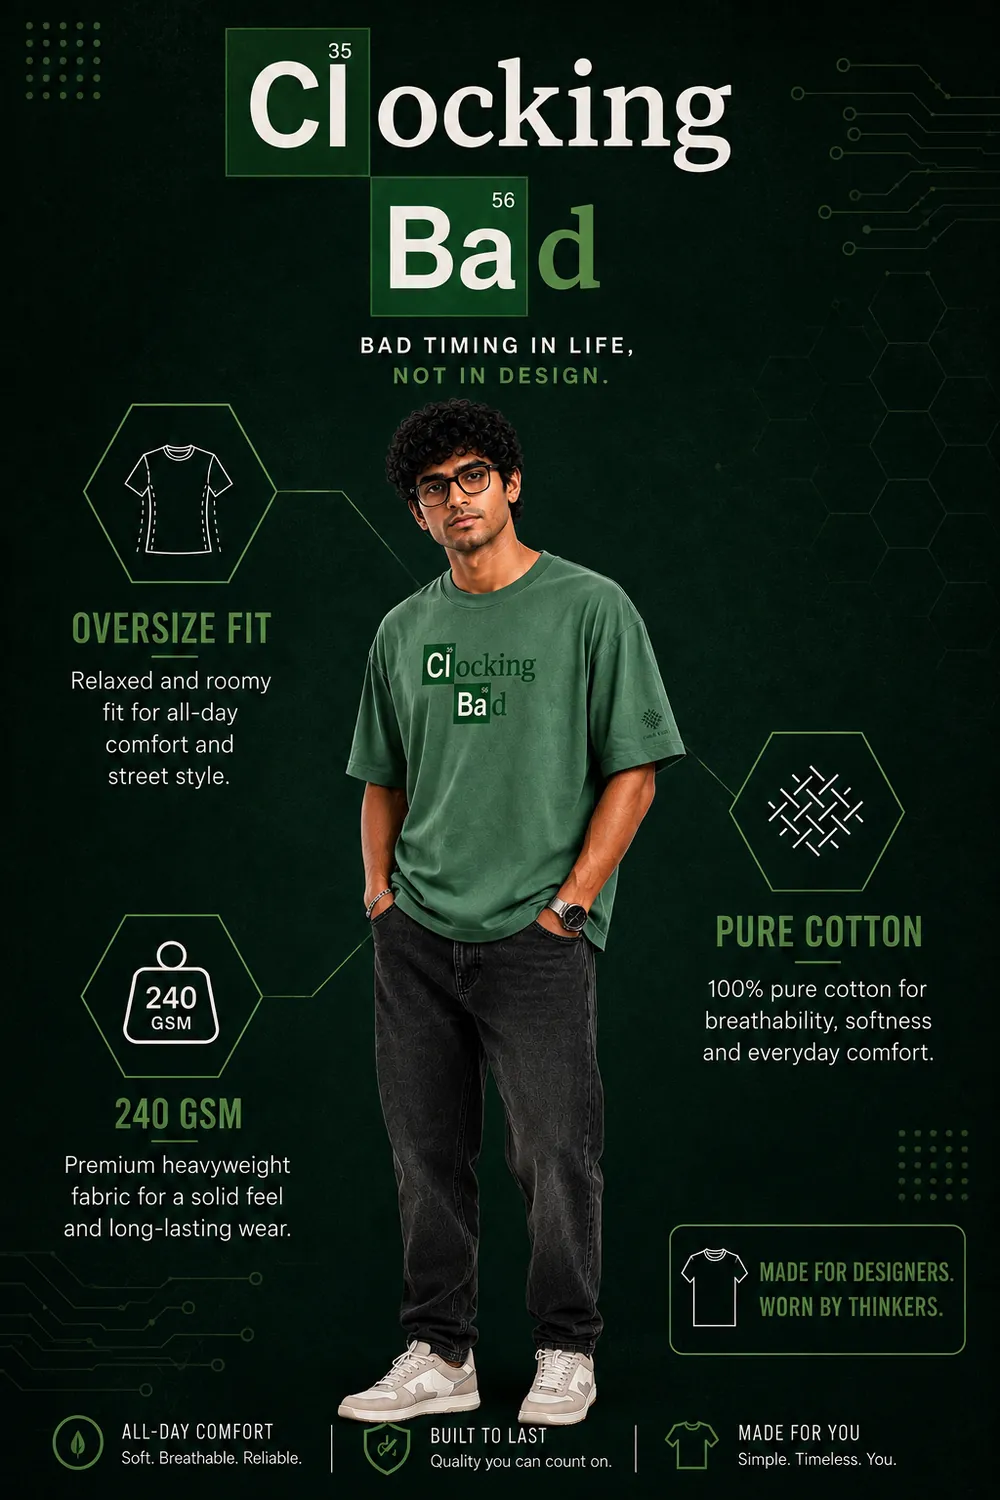 35
Clocking
56
Bad
BAD TIMING IN LIFE,
NOT IN DESIGN.
OVERSIZE FIT
Relaxed and roomy
fit for all-day
comfort and
street style.
35
Clocking
56
Bad
PURE COTTON
100% pure cotton for
breathability, softness
and everyday comfort.
240
GSM
240 GSM
Premium heavyweight
fabric for a solid feel
and long-lasting wear.
MADE FOR DESIGNERS.
WORN BY THINKERS.
ALL-DAY COMFORT
Soft. Breathable. Reliable.
BUILT TO LAST
Quality you can count on.
MADE FOR YOU
Simple. Timeless. You.